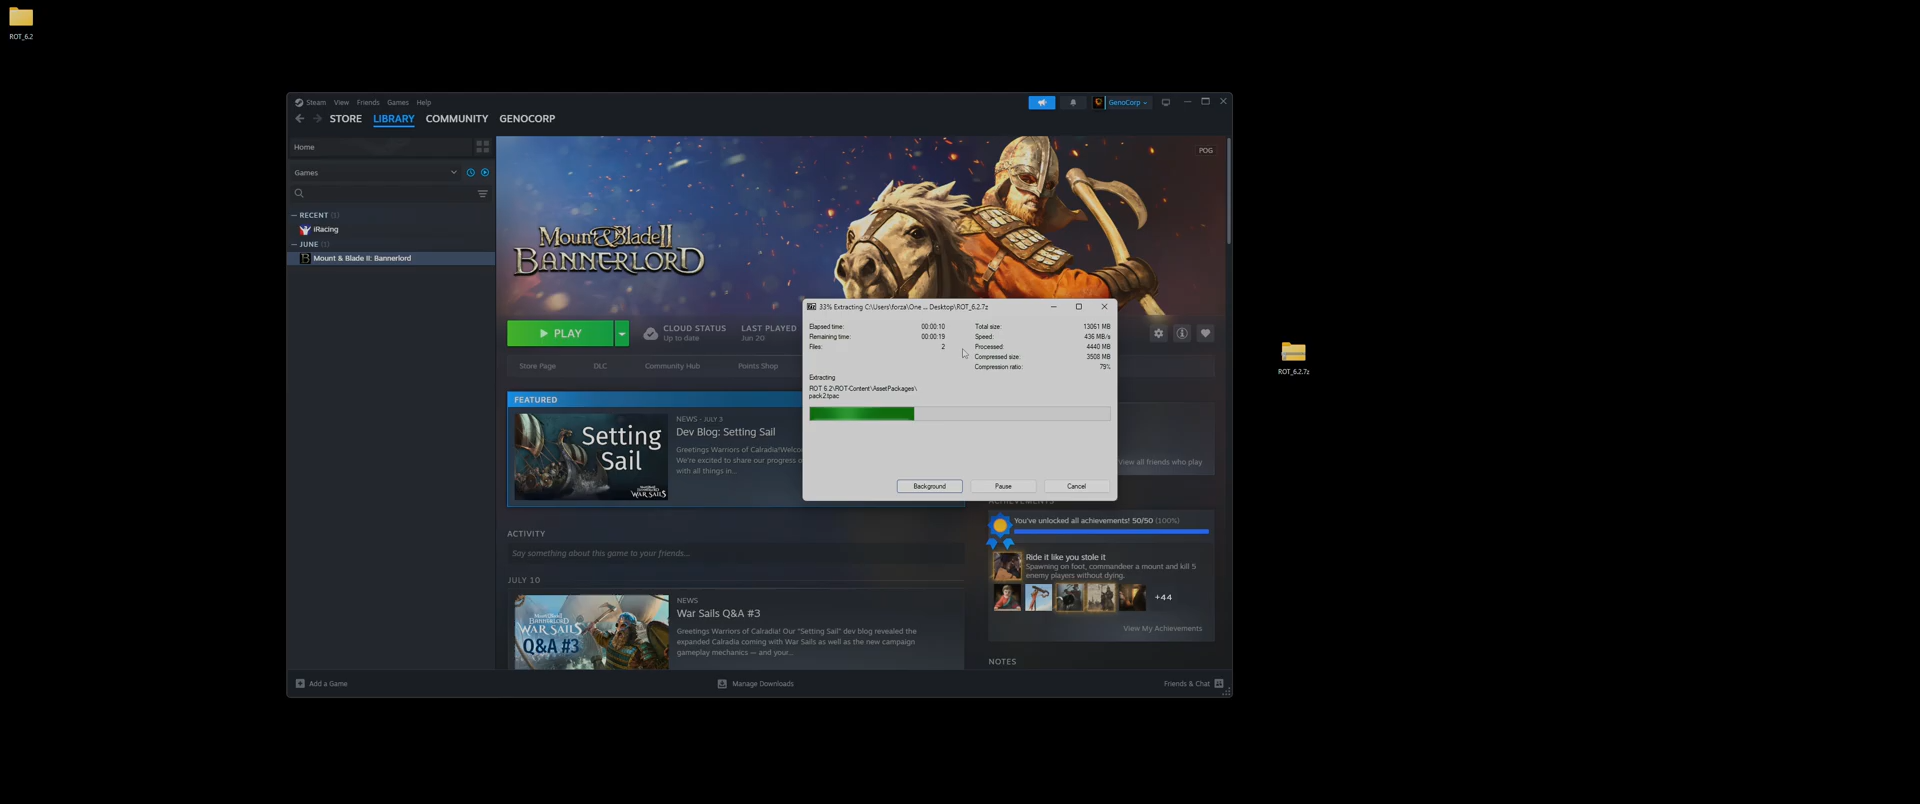 ROT_6.2
Steam View Friends Games Help
GenoCorp
STORE LIBRARY COMMUNITY GENOCORP
Home
Games
— RECENT (1)
iRacing
— JUNE (1)
Mount & Blade II: Bannerlord
POG
Mount & Blade II
BANNERLORD
PLAY
CLOUD STATUS
Up to date
LAST PLAYED
Jun 20
Store Page DLC Community Hub Points Shop
33% Extracting C:\Users\forza\One ... Desktop\ROT_6.2.7z
Elapsed time: 00:00:10 Total size: 13061 MB
Remaining time: 00:00:19 Speed: 436 MB/s
Files: 2 Processed: 4440 MB
Compressed size: 3508 MB
Compression ratio: 79%
Extracting
ROT 6.2\ROT-Content\AssetPackages\
pack2.tpac
Background Pause Cancel
ROT_6.2.7z
FEATURED
Setting
Sail
WAR SAILS
NEWS - JULY 3
Dev Blog: Setting Sail
Greetings Warriors of Calradia!Welco
We're excited to share our progress o
with all things in...
View all friends who play
ACHIEVEMENTS
You've unlocked all achievements! 50/50 (100%)
Ride it like you stole it
Spawning on foot, commandeer a mount and kill 5
enemy players without dying.
+44
View My Achievements
NOTES
ACTIVITY
Say something about this game to your friends...
JULY 10
WAR SAILS
Q&A #3
NEWS
War Sails Q&A #3
Greetings Warriors of Calradia! Our "Setting Sail" dev blog revealed the
expanded Calradia coming with War Sails as well as the new campaign
gameplay mechanics — and your...
Add a Game
Manage Downloads
Friends & Chat